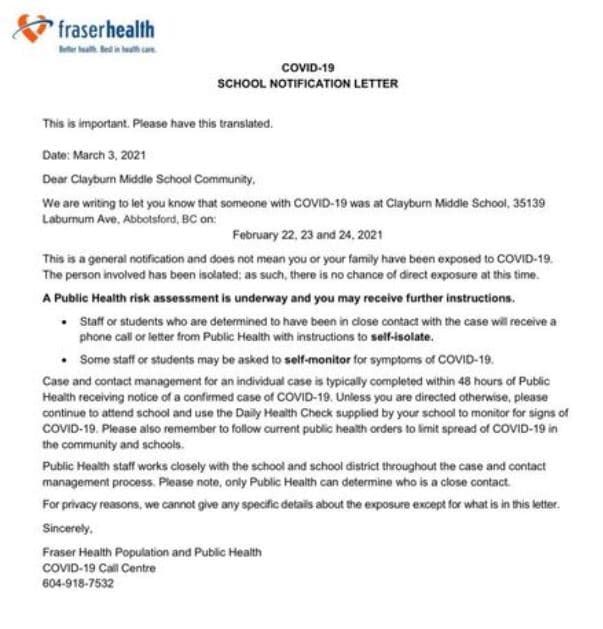 fraserhealth
Better health. Best in health care.
COVID-19
SCHOOL NOTIFICATION LETTER
This is important. Please have this translated.
Date: March 3, 2021
Dear Clayburn Middle School Community,
We are writing to let you know that someone with COVID-19 was at Clayburn Middle School, 35139
Laburnum Ave, Abbotsford, BC on:
February 22, 23 and 24, 2021
This is a general notification and does not mean you or your family have been exposed to COVID-19.
The person involved has been isolated; as such, there is no chance of direct exposure at this time.
A Public Health risk assessment is underway and you may receive further instructions.
• Staff or students who are determined to have been in close contact with the case will receive a
phone call or letter from Public Health with instructions to self-isolate.
• Some staff or students may be asked to self-monitor for symptoms of COVID-19.
Case and contact management for an individual case is typically completed within 48 hours of Public
Health receiving notice of a confirmed case of COVID-19. Unless you are directed otherwise, please
continue to attend school and use the Daily Health Check supplied by your school to monitor for signs of
COVID-19. Please also remember to follow current public health orders to limit spread of COVID-19 in
the community and schools.
Public Health staff works closely with the school and school district throughout the case and contact
management process. Please note, only Public Health can determine who is a close contact.
For privacy reasons, we cannot give any specific details about the exposure except for what is in this letter.
Sincerely,
Fraser Health Population and Public Health
COVID-19 Call Centre
604-918-7532